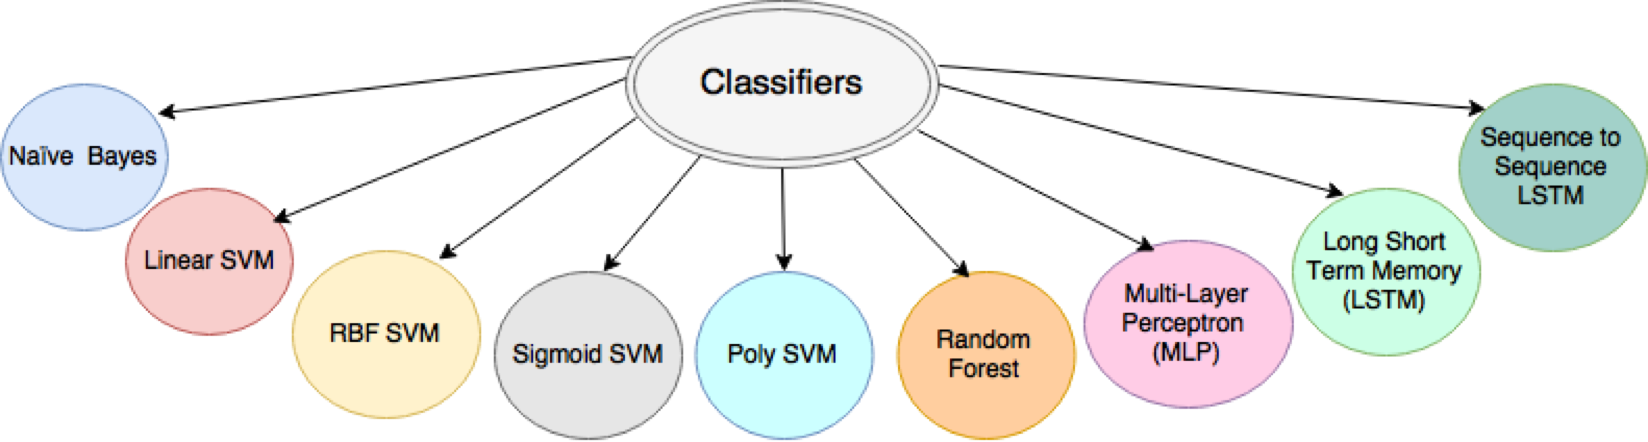 Classifiers
Naïve Bayes
Linear SVM
RBF SVM
Sigmoid SVM
Poly SVM
Random
Forest
Multi-Layer
Perceptron
(MLP)
Long Short
Term Memory
(LSTM)
Sequence to
Sequence
LSTM